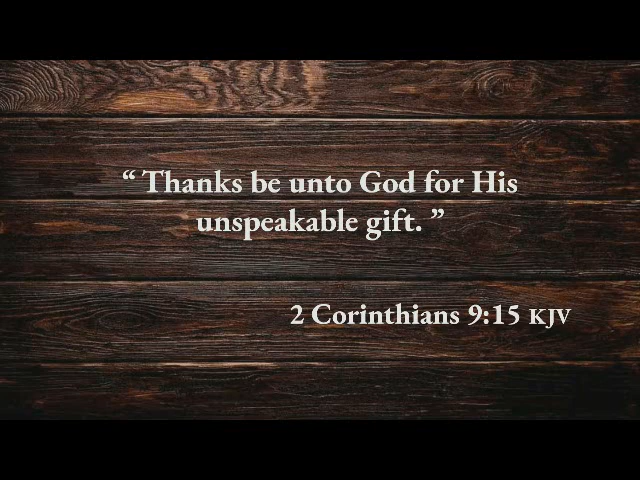 “ Thanks be unto God for His
unspeakable gift. ”
2 Corinthians 9:15 KJV